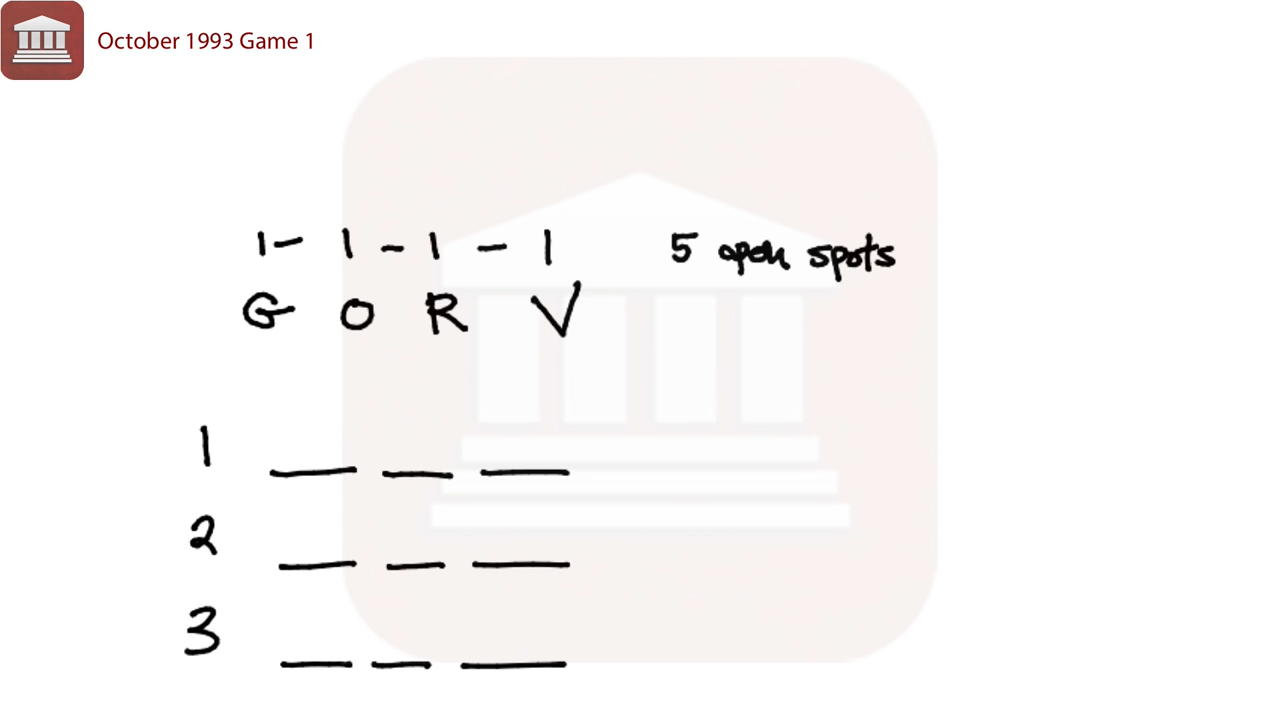 October 1993 Game 1
1 - 1 - 1 - 1 5 open spots
G O R V
1
2
3